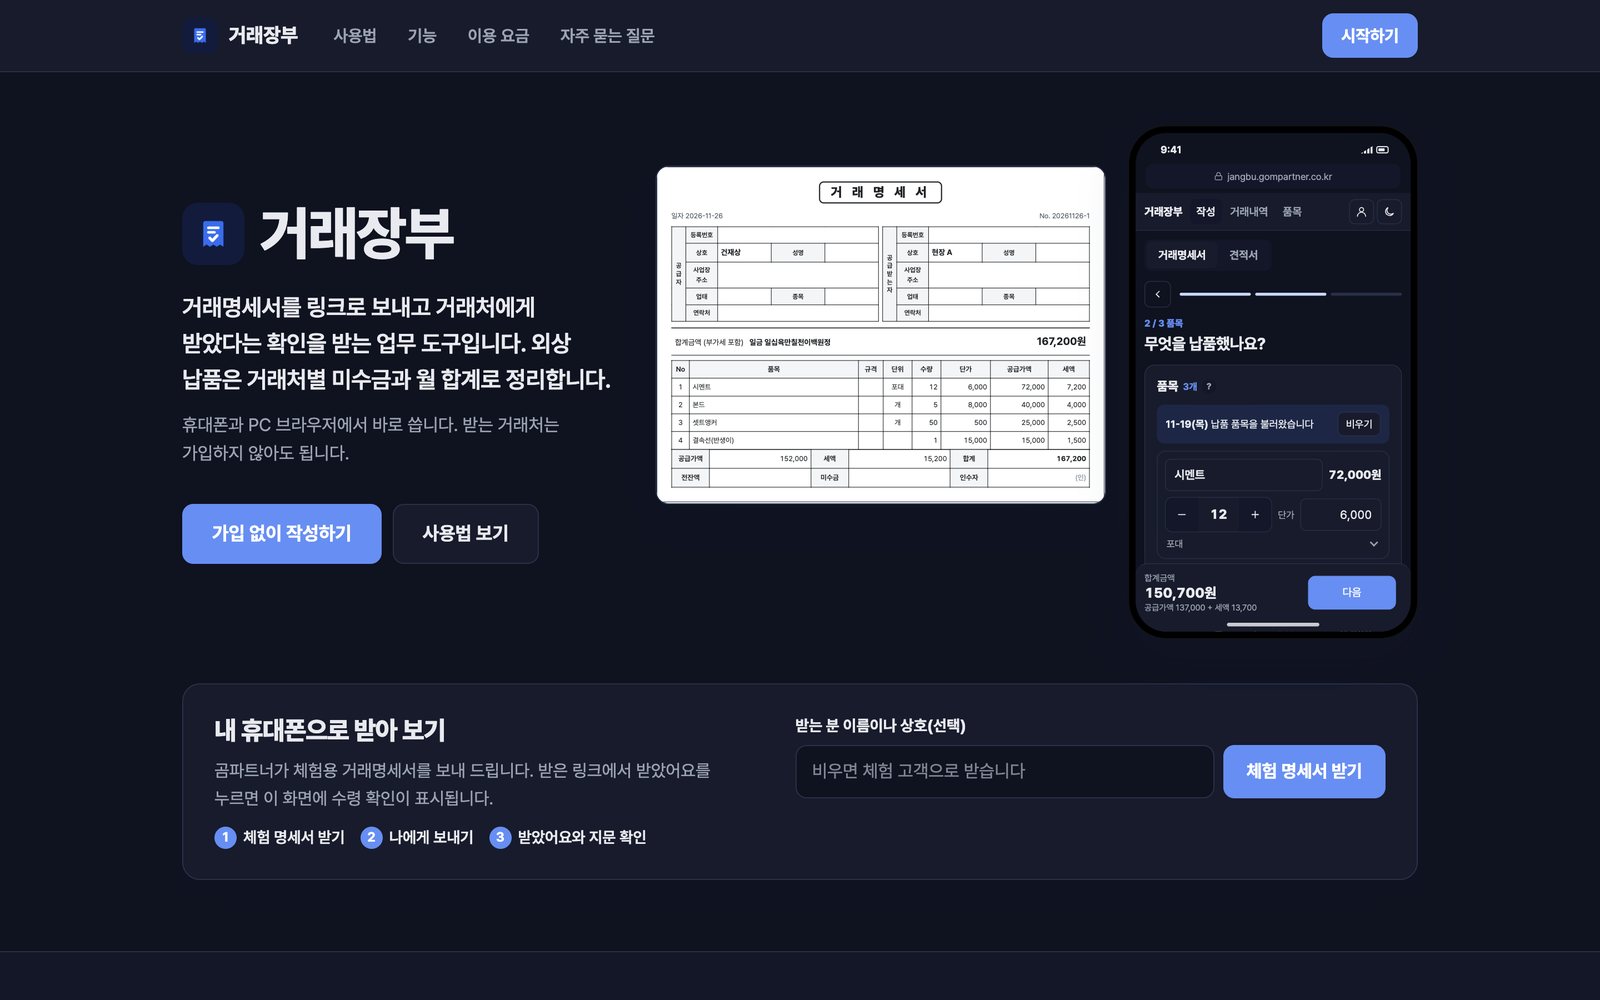 거래장부
사용법
기능
이용 요금
자주 묻는 질문
시작하기
거래장부
거래명세서를 링크로 보내고 거래처에게
받았다는 확인을 받는 업무 도구입니다. 외상
납품은 거래처별 미수금과 월 합계로 정리합니다.
휴대폰과 PC 브라우저에서 바로 씁니다. 받는 거래처는
가입하지 않아도 됩니다.
가입 없이 작성하기
사용법 보기
거 래 명 세 서
일자 2026-11-26
No. 20261126-1
공급자
등록번호
상호 건재상 성명
사업장 주소
업태 종목
연락처
공급받는자
등록번호
상호 현장 A 성명
사업장 주소
업태 종목
연락처
합계금액 (부가세 포함) 일금 일십육만칠천이백원정 167,200원
No 품목 규격 단위 수량 단가 공급가액 세액
1 시멘트 포대 12 6,000 72,000 7,200
2 본드 개 5 8,000 40,000 4,000
3 셋트앵커 개 50 500 25,000 2,500
4 결속선(반생이) 1 15,000 15,000 1,500
공급가액 152,000 세액 15,200 합계 167,200
전잔액 미수금 인수자 (인)
9:41
jangbu.gompartner.co.kr
거래장부 작성 거래내역 품목
거래명세서 견적서
2 / 3 품목
무엇을 납품했나요?
품목 3개 ?
11-19(목) 납품 품목을 불러왔습니다 비우기
시멘트 72,000원
− 12 + 단가 6,000
포대
합계금액
150,700원
공급가액 137,000 + 세액 13,700
다음
내 휴대폰으로 받아 보기
곰파트너가 체험용 거래명세서를 보내 드립니다. 받은 링크에서 받았어요를
누르면 이 화면에 수령 확인이 표시됩니다.
1 체험 명세서 받기 2 나에게 보내기 3 받았어요와 지문 확인
받는 분 이름이나 상호(선택)
비우면 체험 고객으로 받습니다
체험 명세서 받기